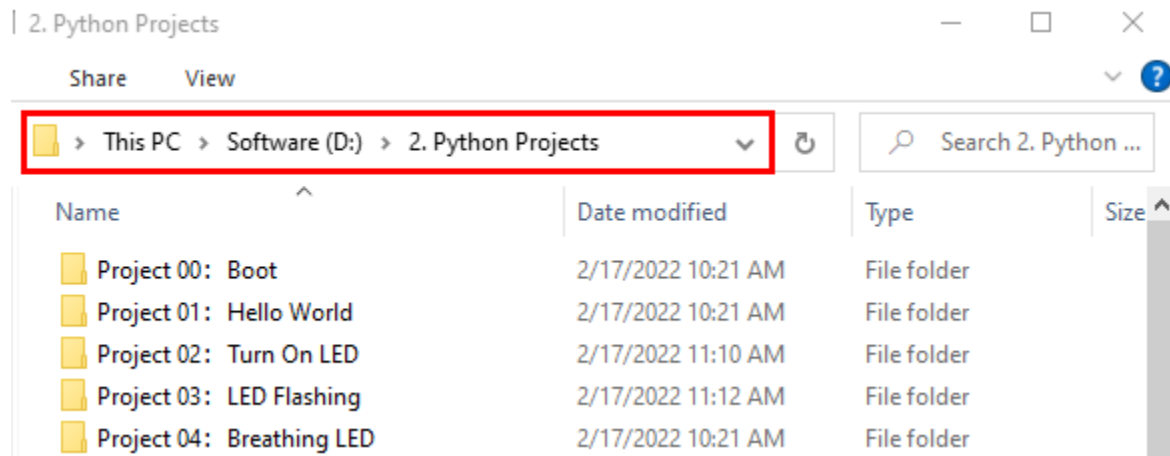 2. Python Projects
Share View
This PC > Software (D:) > 2. Python Projects
Search 2. Python ...
Name Date modified Type Size
Project 00：Boot 2/17/2022 10:21 AM File folder
Project 01：Hello World 2/17/2022 10:21 AM File folder
Project 02：Turn On LED 2/17/2022 11:10 AM File folder
Project 03：LED Flashing 2/17/2022 11:12 AM File folder
Project 04：Breathing LED 2/17/2022 10:21 AM File folder